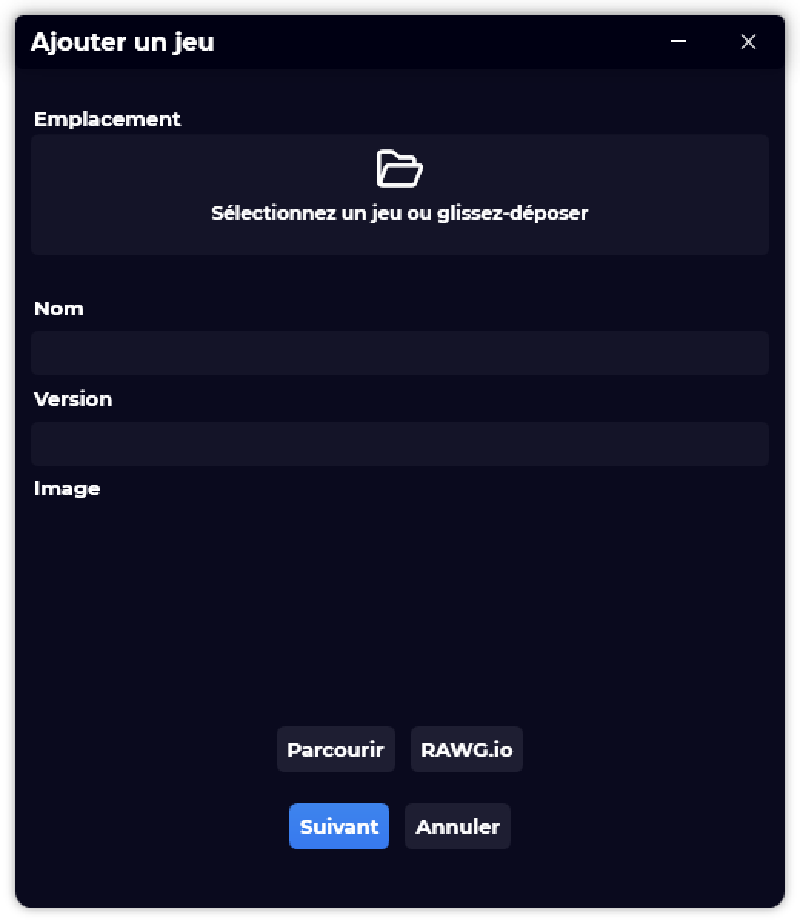 Ajouter un jeu
Emplacement
Sélectionnez un jeu ou glissez-déposer
Nom
Version
Image
Parcourir RAWG.io
Suivant Annuler